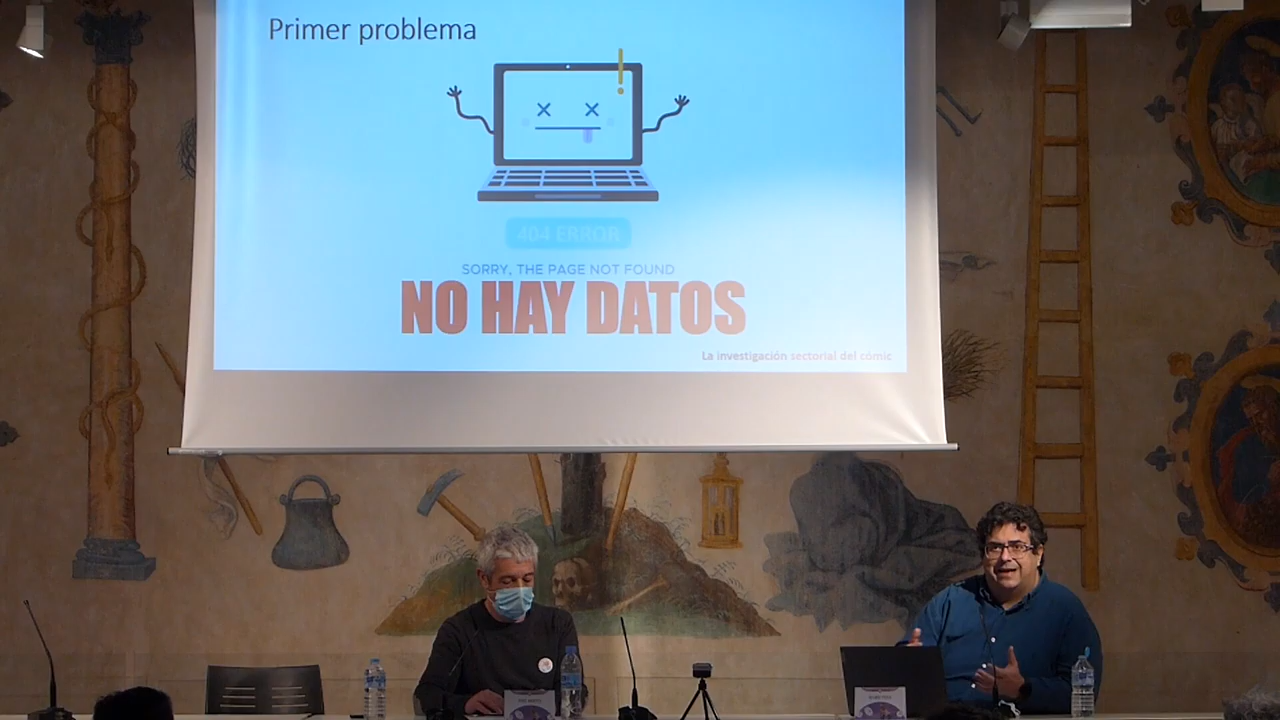 Primer problema
404 ERROR
SORRY, THE PAGE NOT FOUND
NO HAY DATOS
La investigación sectorial del cómic